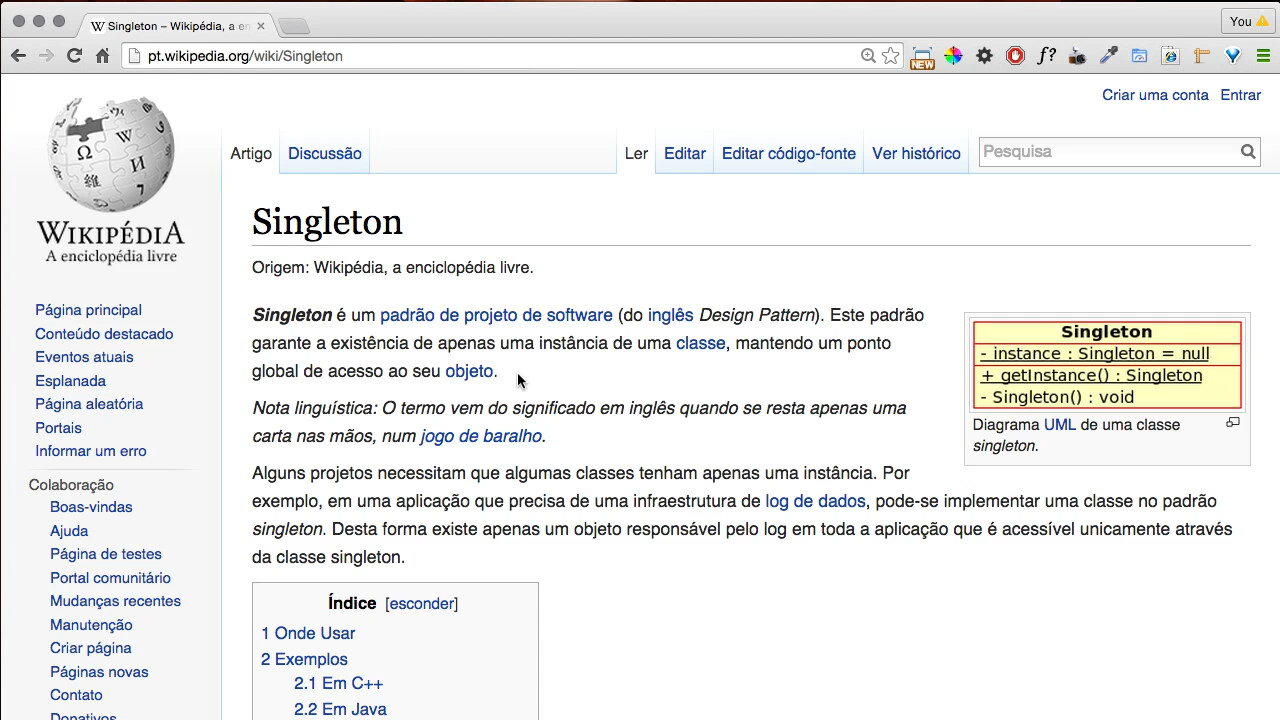 Singleton – Wikipédia, a en
You
pt.wikipedia.org/wiki/Singleton
NEW
f?
Criar uma conta Entrar
Artigo Discussão Ler Editar Editar código-fonte Ver histórico Pesquisa
WIKIPÉDIA
A enciclopédia livre
Página principal
Conteúdo destacado
Eventos atuais
Esplanada
Página aleatória
Portais
Informar um erro
Colaboração
Boas-vindas
Ajuda
Página de testes
Portal comunitário
Mudanças recentes
Manutenção
Criar página
Páginas novas
Contato
Donativos
Singleton
Origem: Wikipédia, a enciclopédia livre.
Singleton é um padrão de projeto de software (do inglês Design Pattern). Este padrão
garante a existência de apenas uma instância de uma classe, mantendo um ponto
global de acesso ao seu objeto.
Nota linguística: O termo vem do significado em inglês quando se resta apenas uma
carta nas mãos, num jogo de baralho.
Singleton
- instance : Singleton = null
+ getInstance() : Singleton
- Singleton() : void
Diagrama UML de uma classe
singleton.
Alguns projetos necessitam que algumas classes tenham apenas uma instância. Por
exemplo, em uma aplicação que precisa de uma infraestrutura de log de dados, pode-se implementar uma classe no padrão
singleton. Desta forma existe apenas um objeto responsável pelo log em toda a aplicação que é acessível unicamente através
da classe singleton.
Índice [esconder]
1 Onde Usar
2 Exemplos
2.1 Em C++
2.2 Em Java